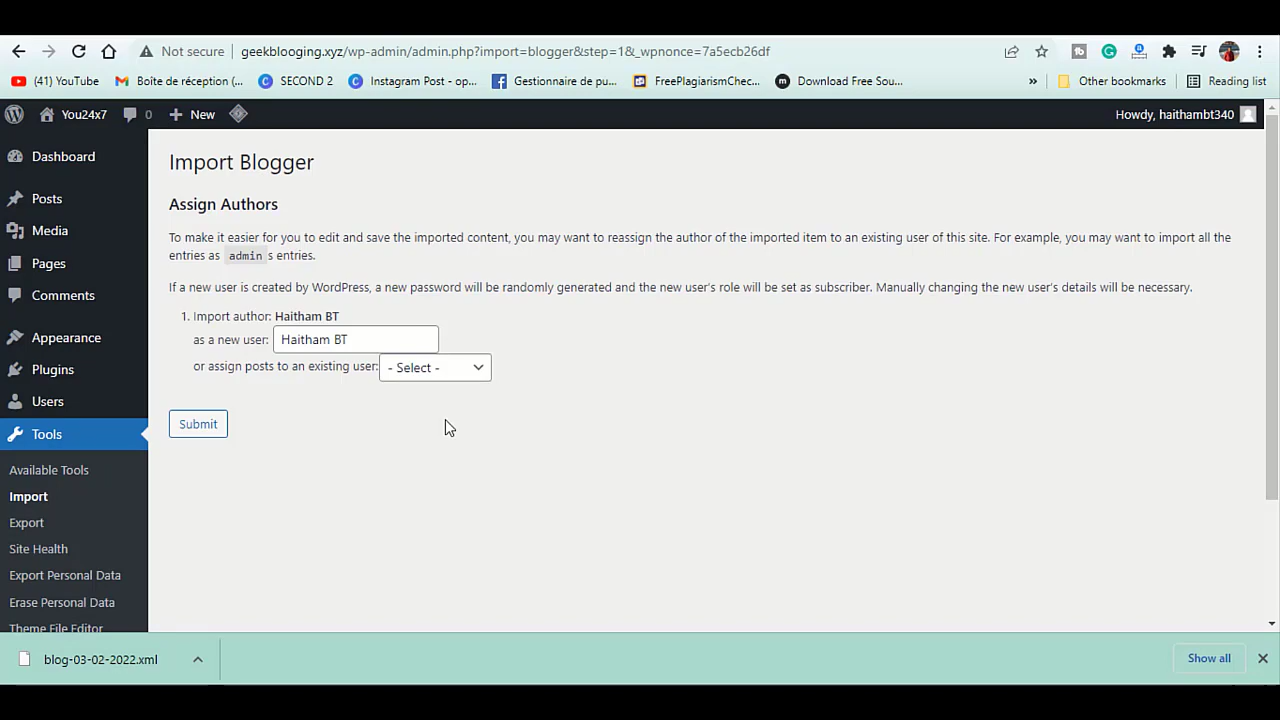 Not secure geekblooging.xyz/wp-admin/admin.php?import=blogger&step=1&_wpnonce=7a5ecb26df
(41) YouTube Boîte de réception (... SECOND 2 Instagram Post - op... Gestionnaire de pu... FreePlagiarismChec... Download Free Sou... » Other bookmarks Reading list
You24x7 0 New Howdy, haithambt340
Dashboard
Posts
Media
Pages
Comments
Appearance
Plugins
Users
Tools
Available Tools
Import
Export
Site Health
Export Personal Data
Erase Personal Data
Theme File Editor
Import Blogger
Assign Authors
To make it easier for you to edit and save the imported content, you may want to reassign the author of the imported item to an existing user of this site. For example, you may want to import all the
entries as admin s entries.
If a new user is created by WordPress, a new password will be randomly generated and the new user's role will be set as subscriber. Manually changing the new user's details will be necessary.
1. Import author: Haitham BT
as a new user: Haitham BT
or assign posts to an existing user: - Select -
Submit
blog-03-02-2022.xml Show all